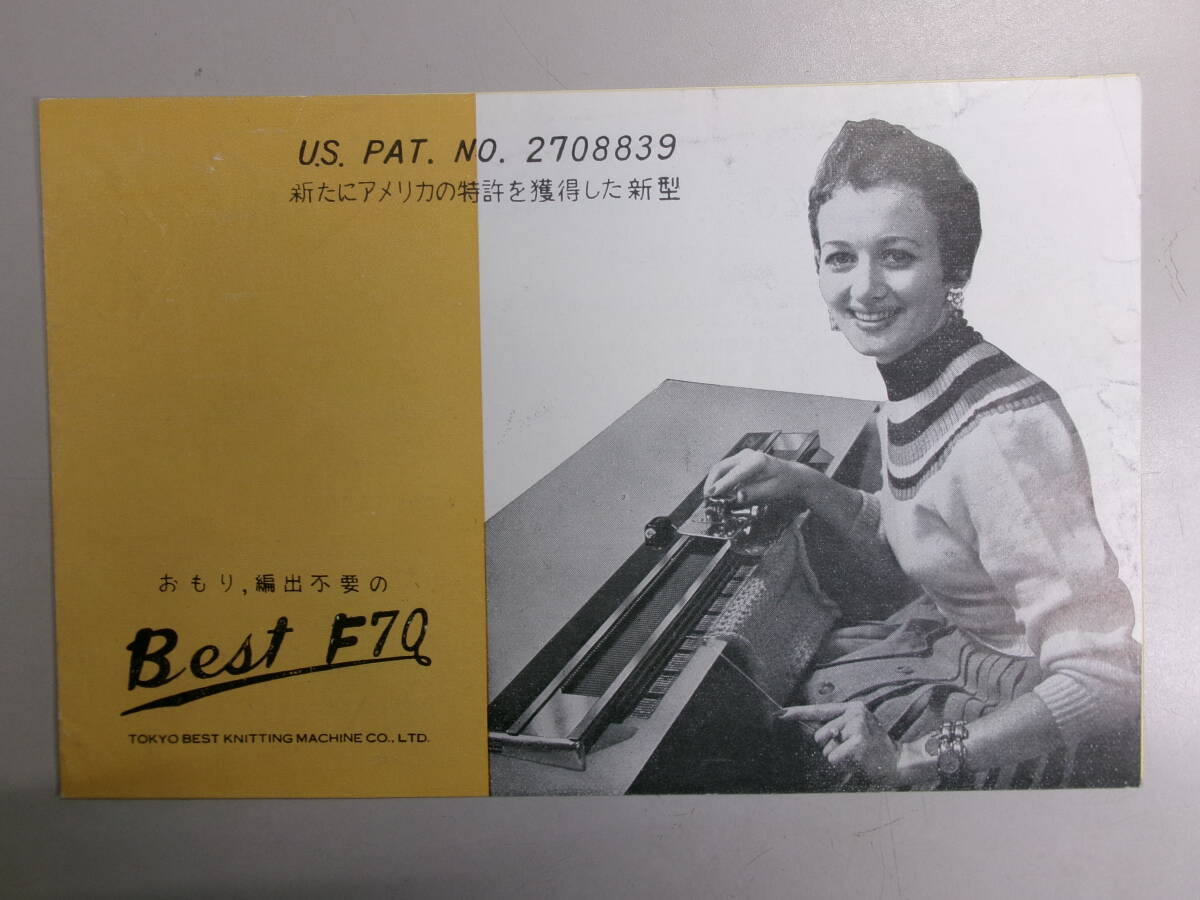 U.S. PAT. NO. 2708839
新たにアメリカの特許を獲得した新型
おもり,編出不要の
Best F70
TOKYO BEST KNITTING MACHINE CO., LTD.